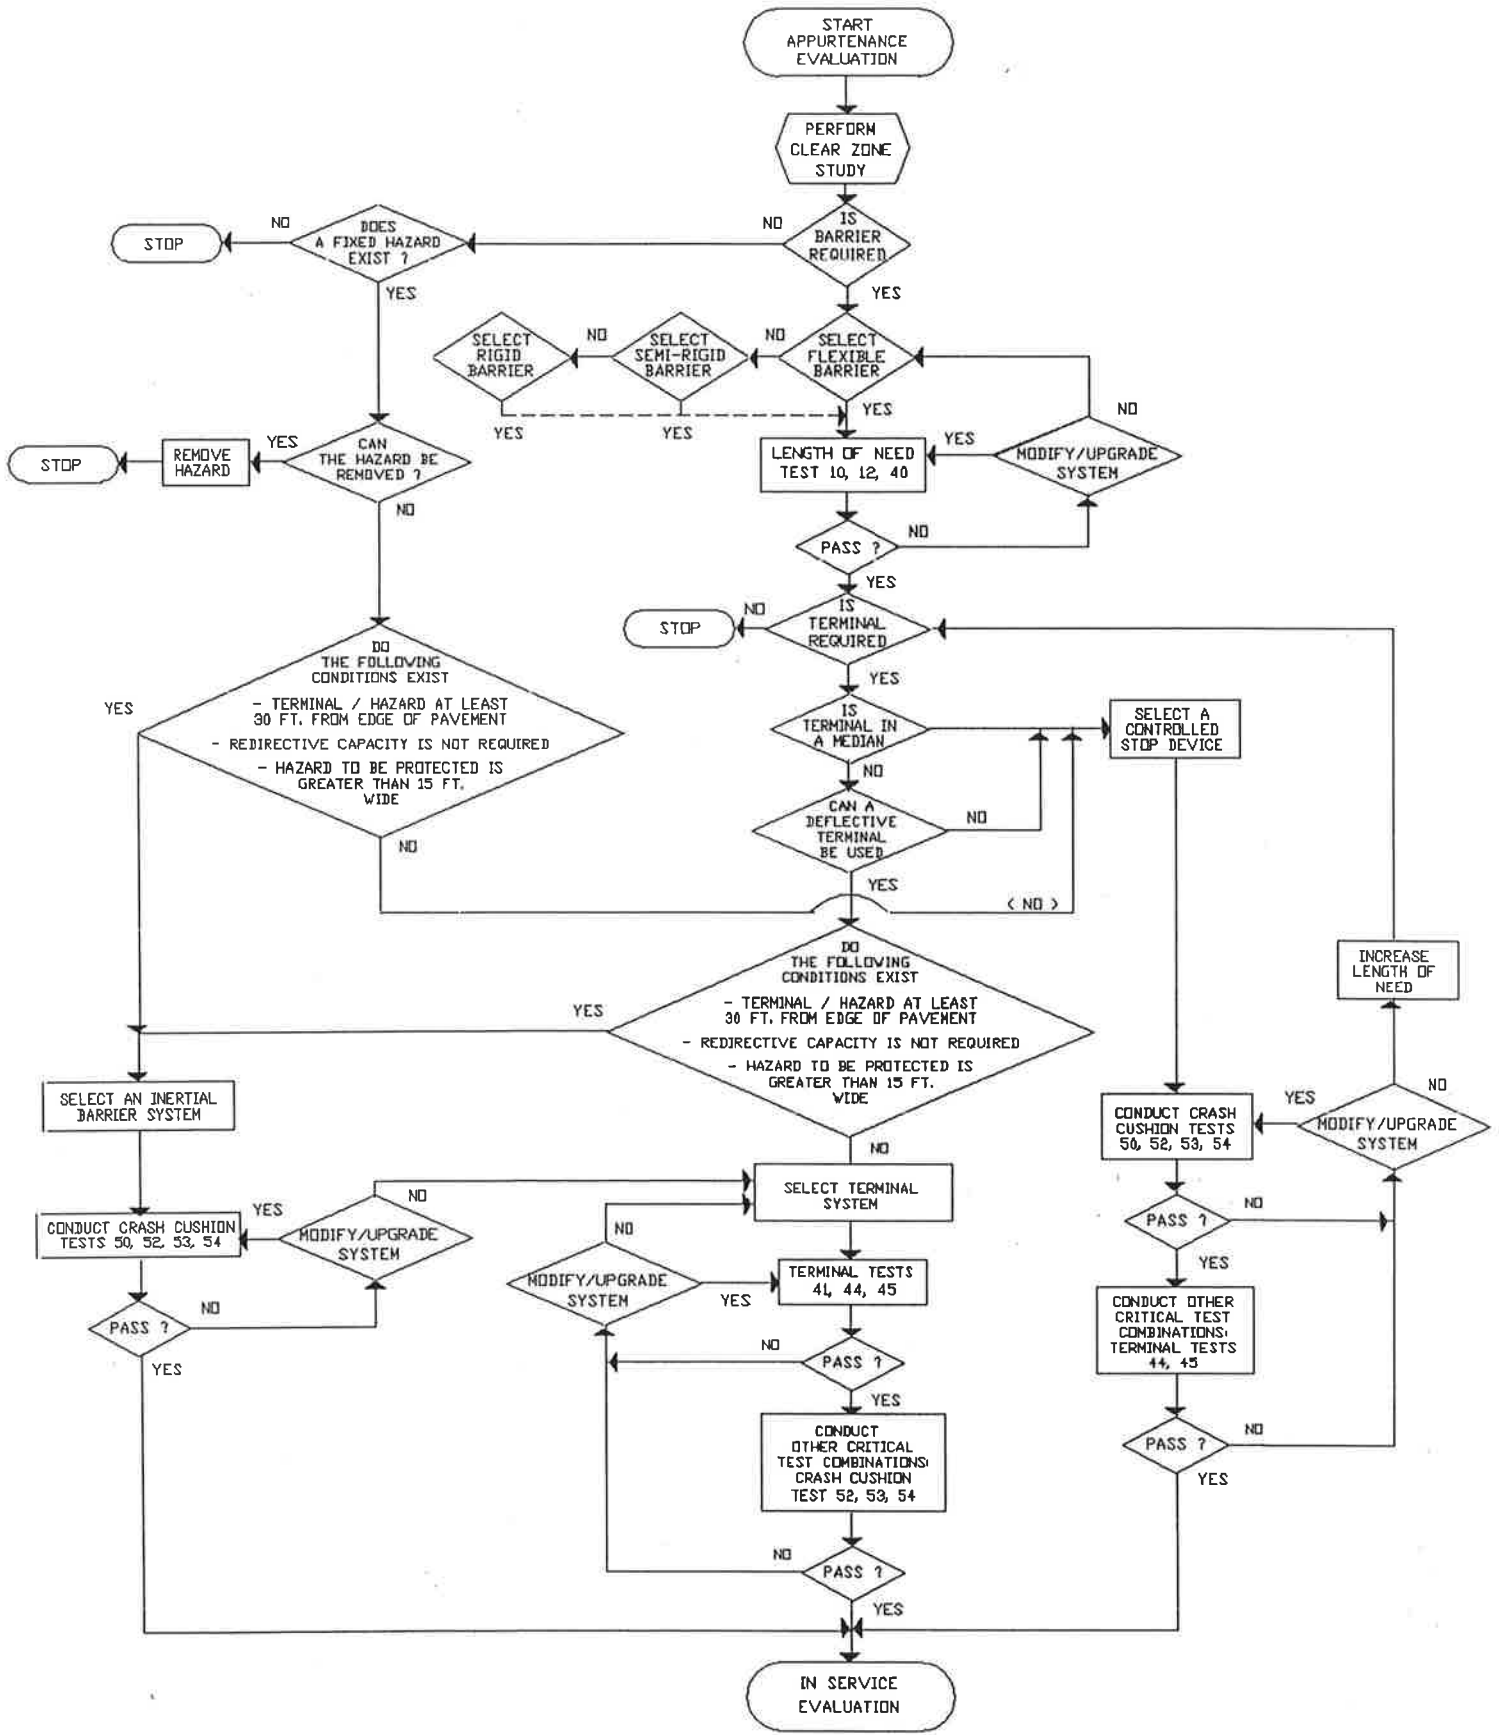 START
APPURTENANCE
EVALUATION
PERFORM
CLEAR ZONE
STUDY
IS
BARRIER
REQUIRED
NO
YES
DOES
A FIXED HAZARD
EXIST ?
NO
STOP
YES
SELECT
FLEXIBLE
BARRIER
NO
SELECT
SEMI-RIGID
BARRIER
NO
SELECT
RIGID
BARRIER
YES
YES
YES
NO
MODIFY/UPGRADE
SYSTEM
YES
LENGTH OF NEED
TEST 10, 12, 40
CAN
THE HAZARD BE
REMOVED ?
YES
REMOVE
HAZARD
STOP
NO
PASS ?
NO
YES
IS
TERMINAL
REQUIRED
NO
STOP
YES
DO
THE FOLLOWING
CONDITIONS EXIST
- TERMINAL / HAZARD AT LEAST
30 FT. FROM EDGE OF PAVEMENT
- REDIRECTIVE CAPACITY IS NOT REQUIRED
- HAZARD TO BE PROTECTED IS
GREATER THAN 15 FT.
WIDE
YES
NO
IS
TERMINAL IN
A MEDIAN
NO
SELECT A
CONTROLLED
STOP DEVICE
CAN A
DEFLECTIVE
TERMINAL
BE USED
NO
YES
< NO >
DO
THE FOLLOWING
CONDITIONS EXIST
- TERMINAL / HAZARD AT LEAST
30 FT. FROM EDGE OF PAVEMENT
- REDIRECTIVE CAPACITY IS NOT REQUIRED
- HAZARD TO BE PROTECTED IS
GREATER THAN 15 FT.
WIDE
YES
NO
INCREASE
LENGTH OF
NEED
NO
MODIFY/UPGRADE
SYSTEM
YES
CONDUCT CRASH
CUSHION TESTS
50, 52, 53, 54
PASS ?
NO
YES
CONDUCT OTHER
CRITICAL TEST
COMBINATIONS:
TERMINAL TESTS
44, 45
PASS ?
NO
YES
SELECT AN INERTIAL
BARRIER SYSTEM
CONDUCT CRASH CUSHION
TESTS 50, 52, 53, 54
YES
MODIFY/UPGRADE
SYSTEM
NO
PASS ?
NO
YES
SELECT TERMINAL
SYSTEM
NO
MODIFY/UPGRADE
SYSTEM
YES
TERMINAL TESTS
41, 44, 45
PASS ?
NO
YES
CONDUCT
OTHER CRITICAL
TEST COMBINATIONS:
CRASH CUSHION
TEST 52, 53, 54
PASS ?
NO
YES
IN SERVICE
EVALUATION